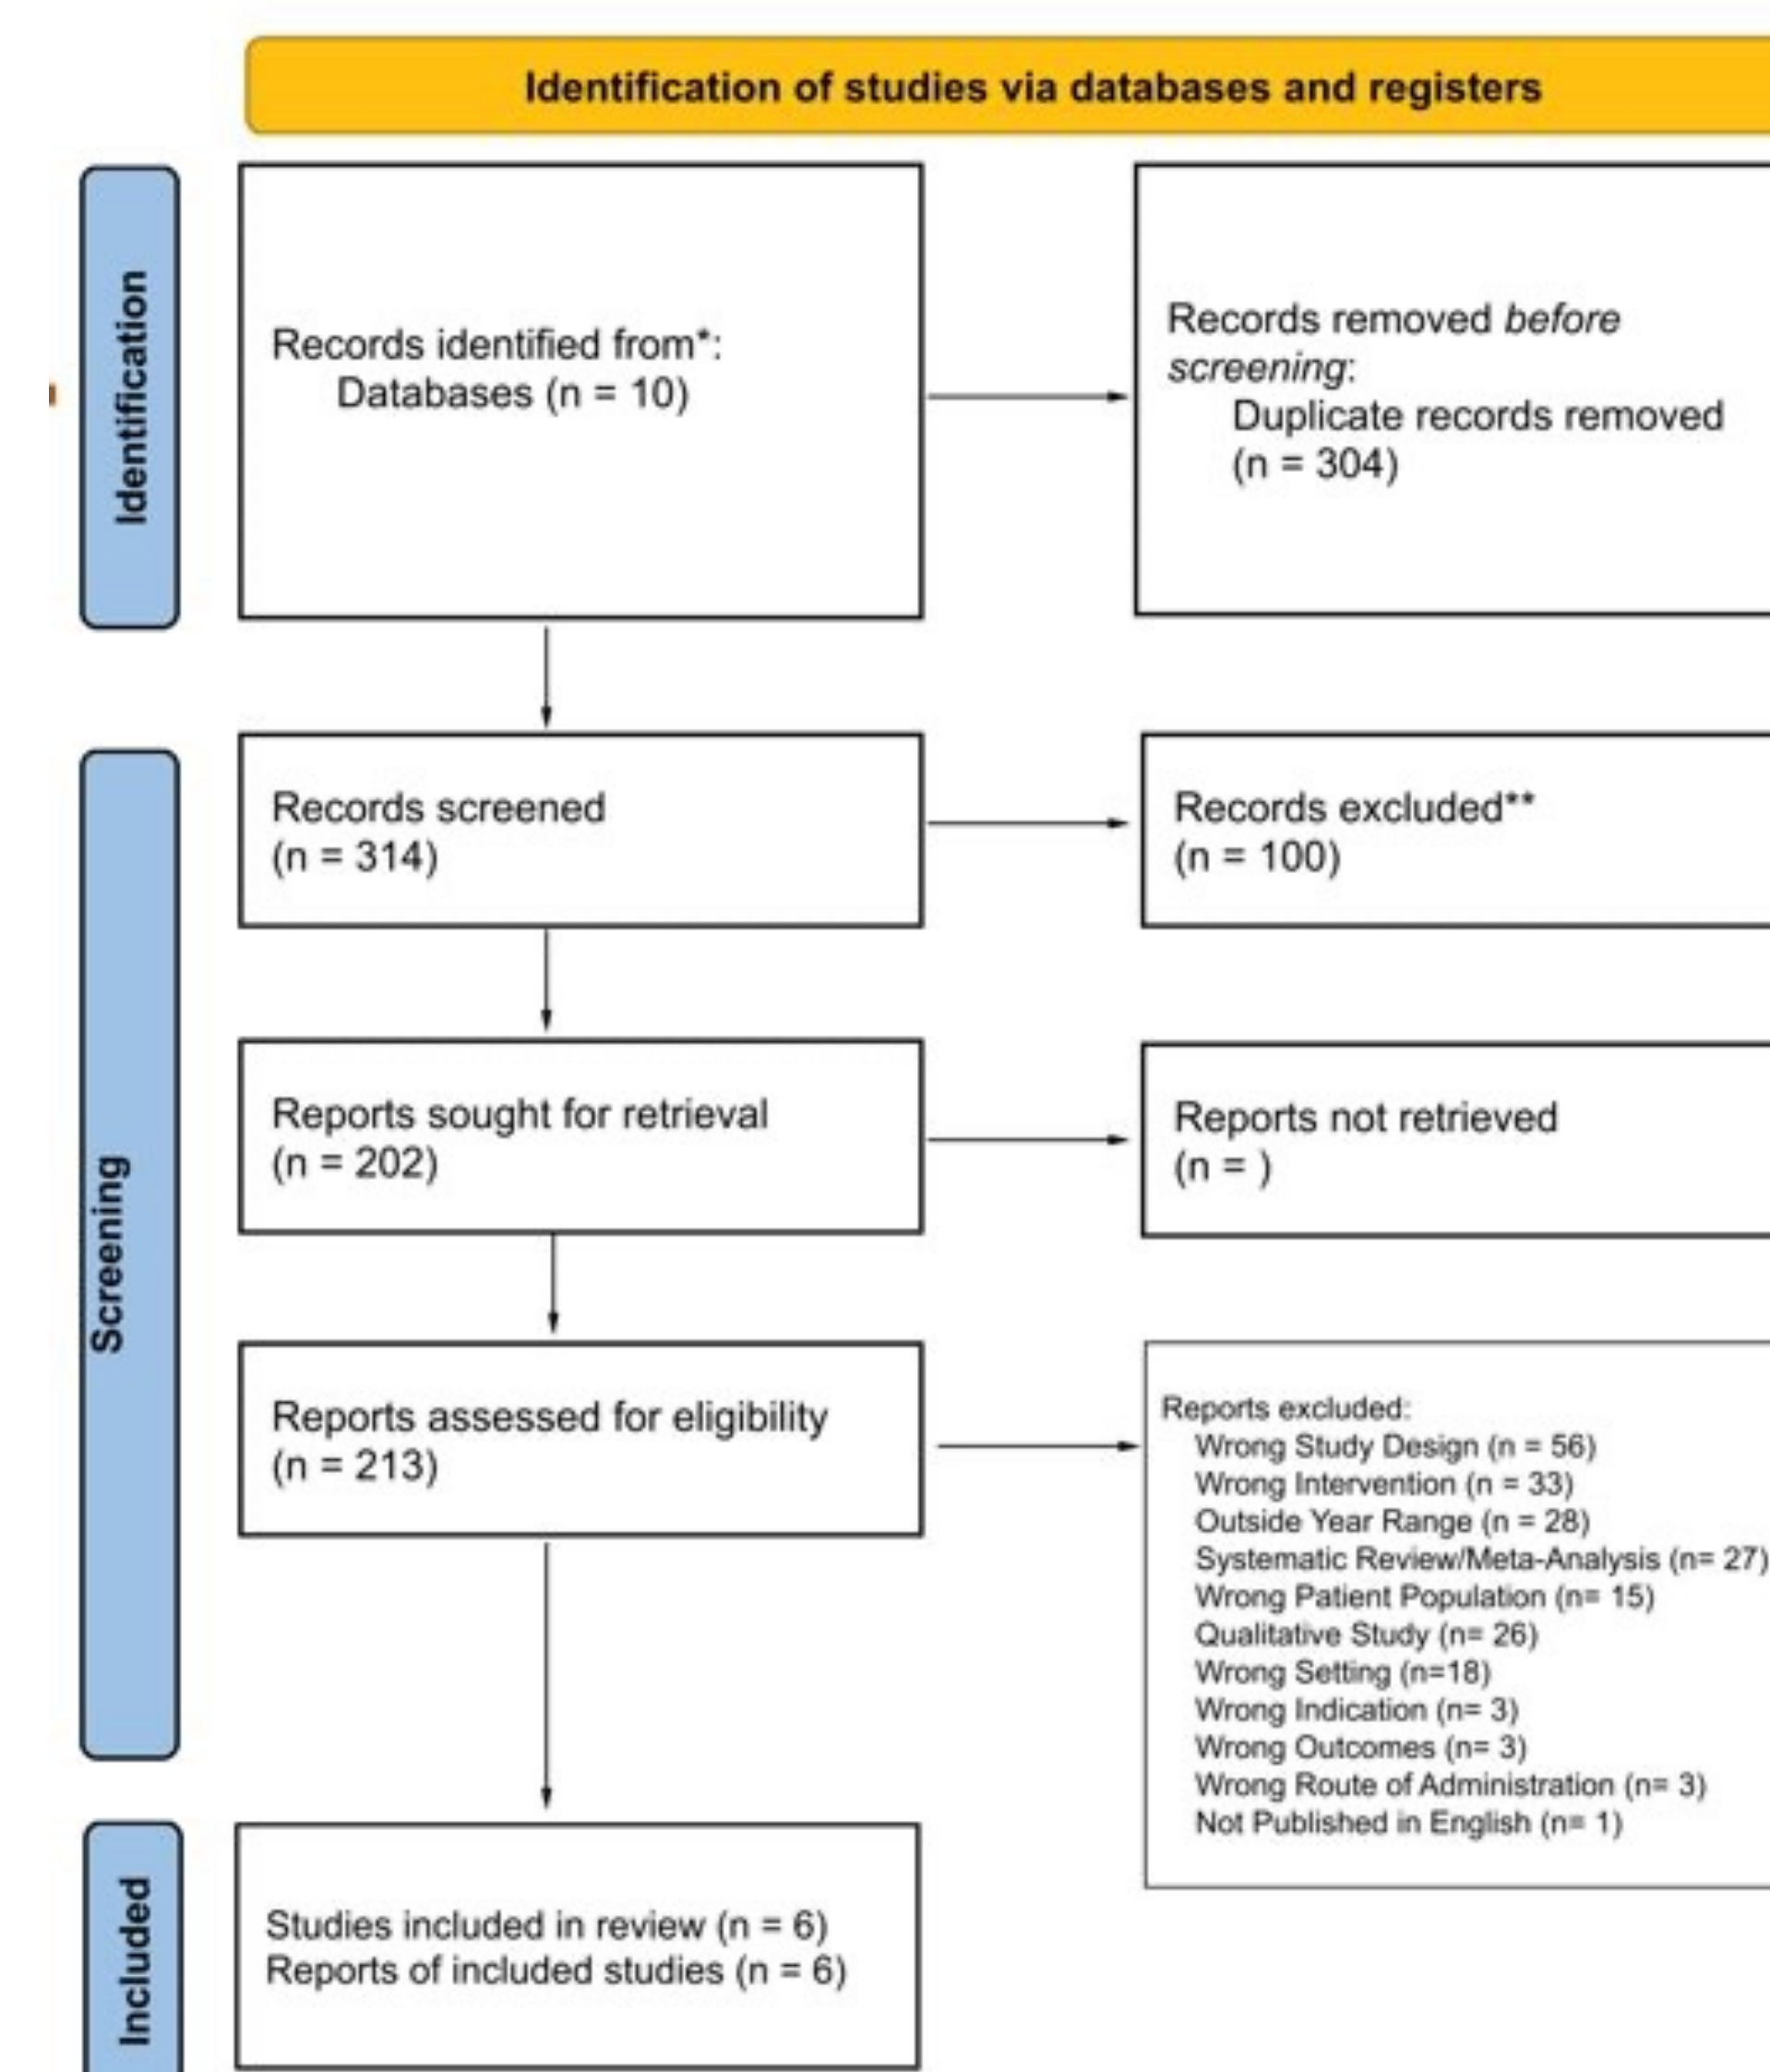 Identification of studies via databases and registers
Identification
Records identified from*:
Databases (n = 10)
Records removed before
screening:
Duplicate records removed
(n = 304)
Screening
Records screened
(n = 314)
Records excluded**
(n = 100)
Reports sought for retrieval
(n = 202)
Reports not retrieved
(n = )
Reports assessed for eligibility
(n = 213)
Reports excluded:
Wrong Study Design (n = 56)
Wrong Intervention (n = 33)
Outside Year Range (n = 28)
Systematic Review/Meta-Analysis (n= 27)
Wrong Patient Population (n= 15)
Qualitative Study (n= 26)
Wrong Setting (n=18)
Wrong Indication (n= 3)
Wrong Outcomes (n= 3)
Wrong Route of Administration (n= 3)
Not Published in English (n= 1)
Included
Studies included in review (n = 6)
Reports of included studies (n = 6)